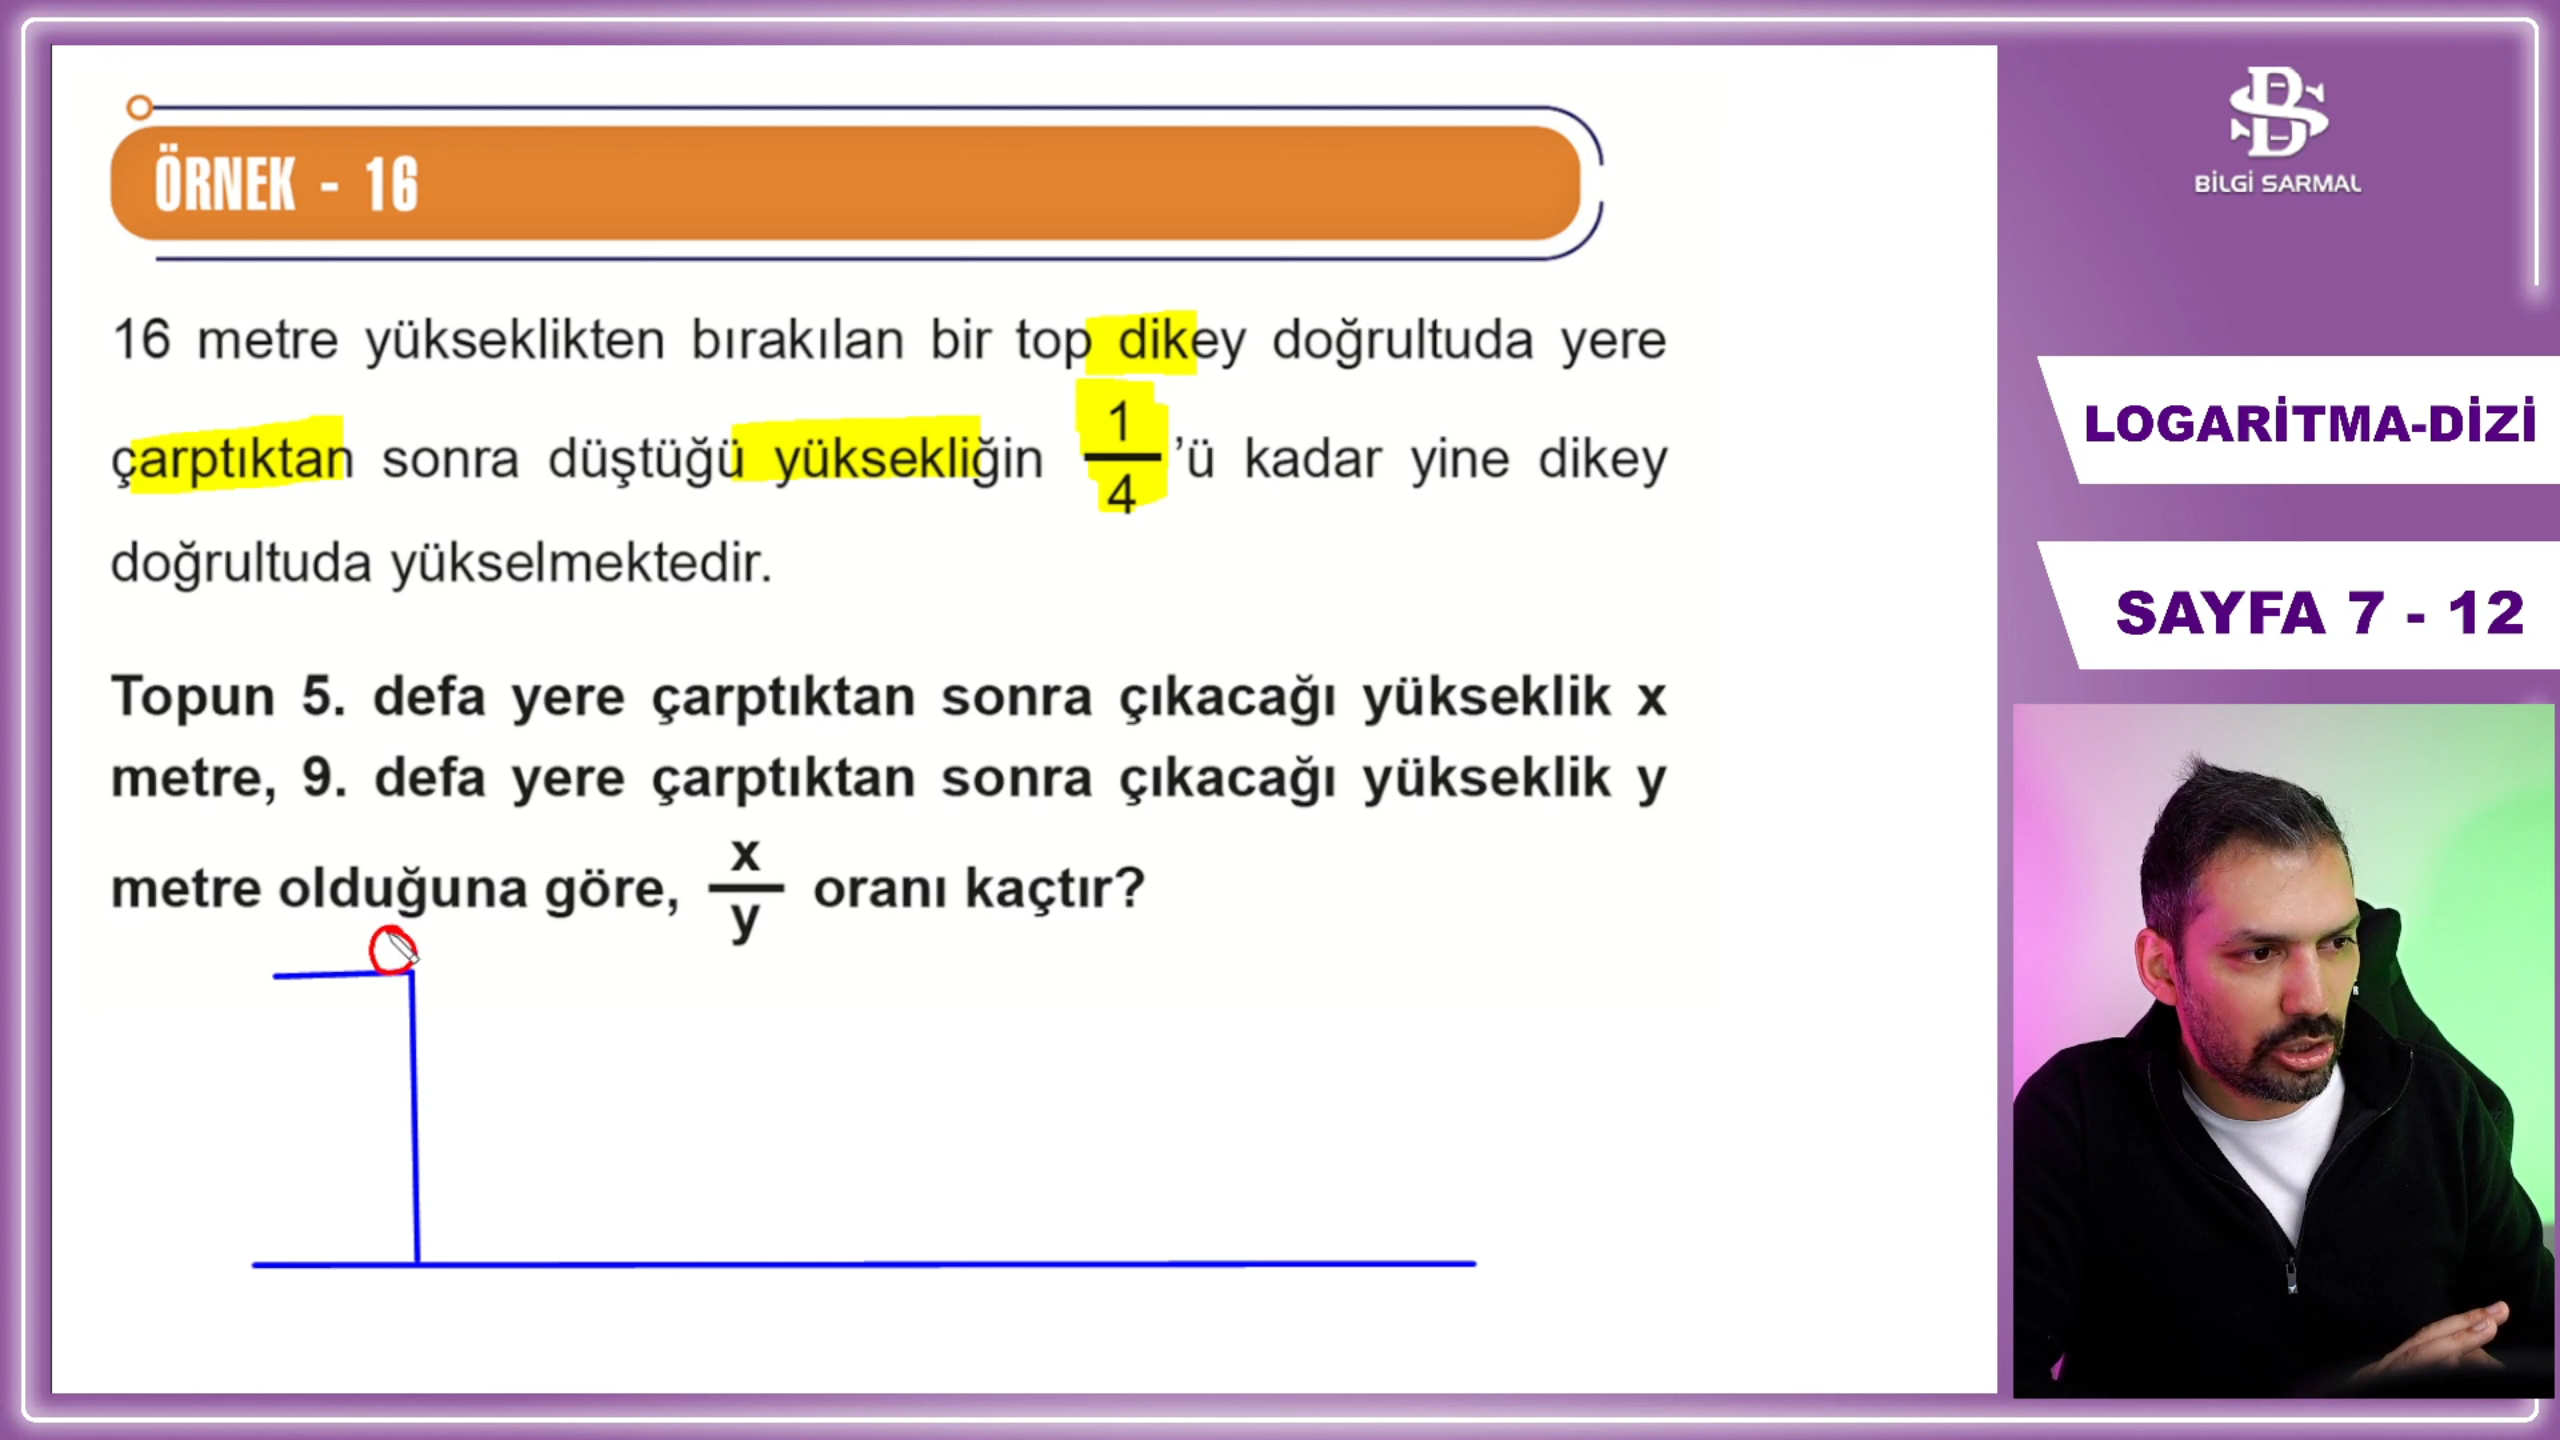 ÖRNEK - 16
16 metre yükseklikten bırakılan bir top dikey doğrultuda yere
çarptıktan sonra düştüğü yüksekliğin 1/4 'ü kadar yine dikey
doğrultuda yükselmektedir.
Topun 5. defa yere çarptıktan sonra çıkacağı yükseklik x
metre, 9. defa yere çarptıktan sonra çıkacağı yükseklik y
metre olduğuna göre, x/y oranı kaçtır?
BİLGİ SARMAL
LOGARİTMA-DİZİ
SAYFA 7 - 12